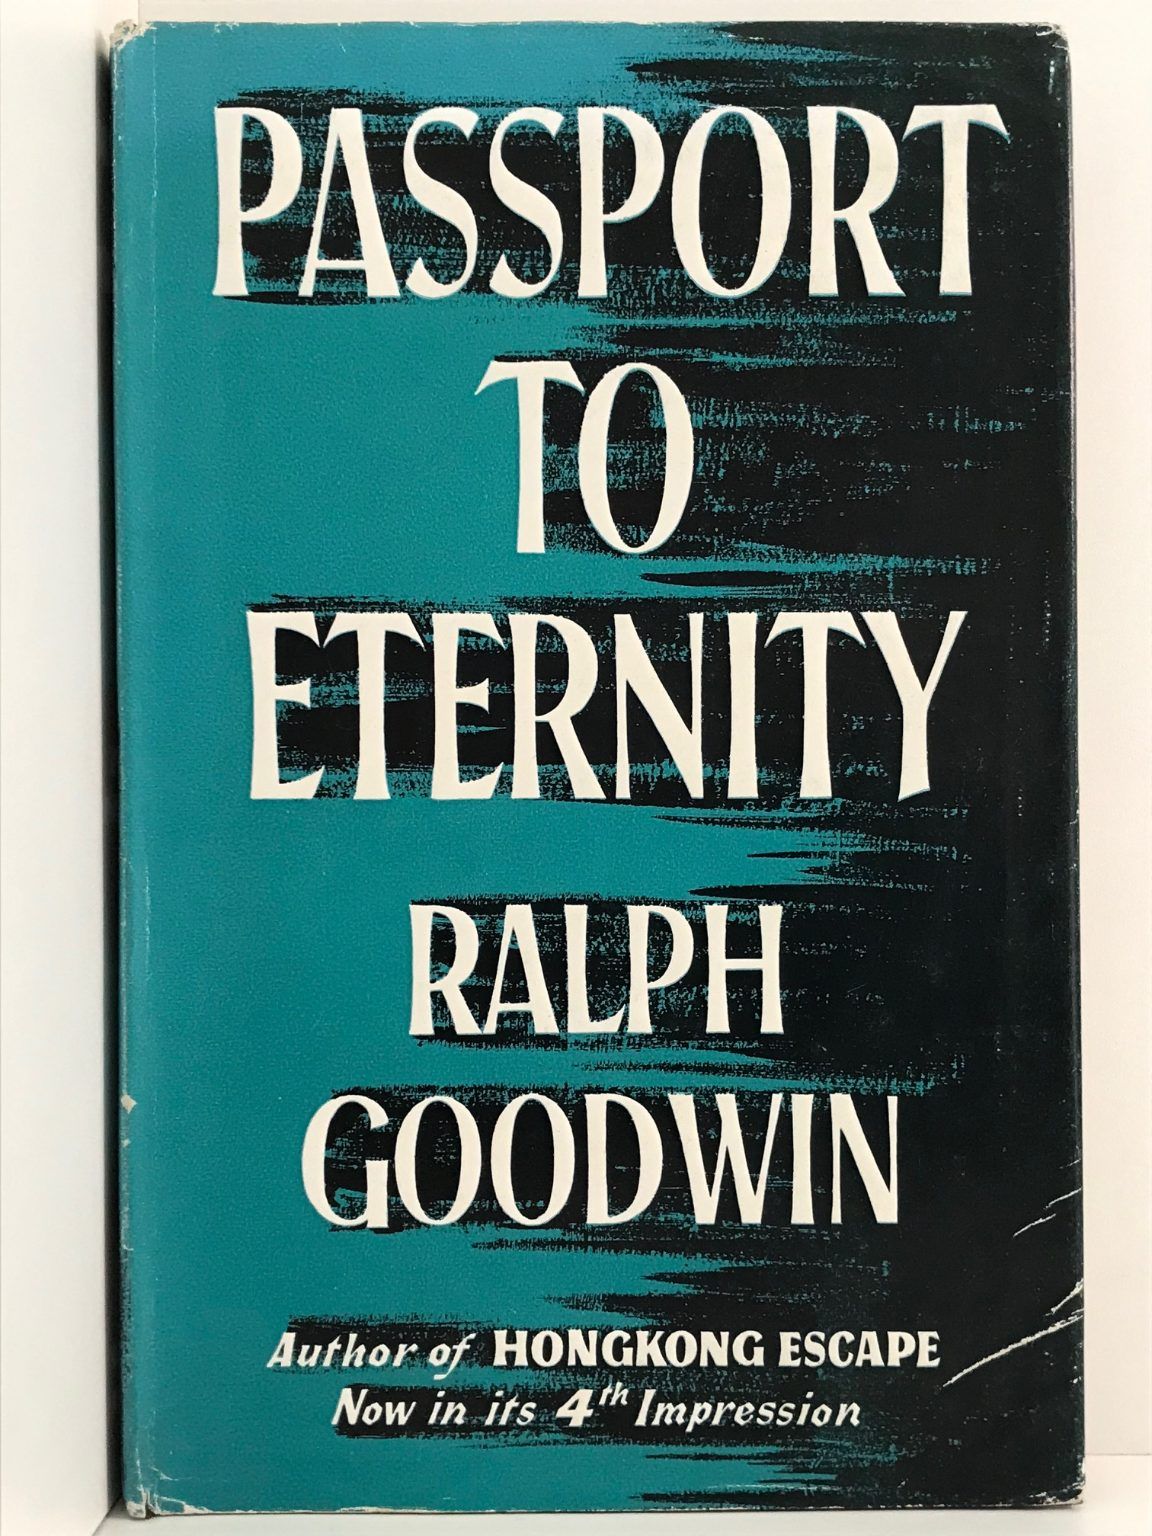 PASSPORT
TO
ETERNITY
RALPH
GOODWIN
Author of HONGKONG ESCAPE
Now in its 4th Impression